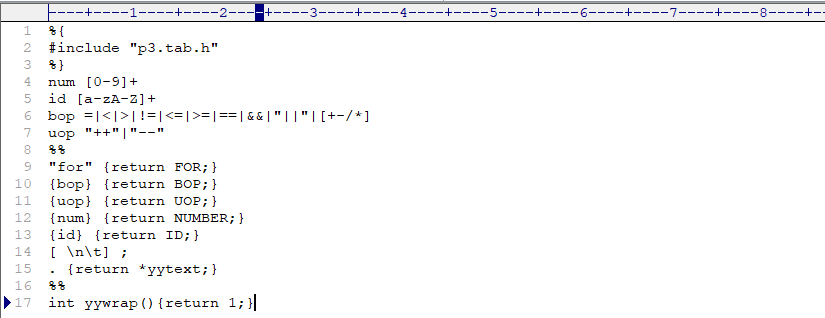 |----+----1----+----2----+----3----+----4----+----5----+----6----+----7----+----8----+-
1 %{
2 #include "p3.tab.h"
3 %}
4 num [0-9]+
5 id [a-zA-Z]+
6 bop =|<|>|!=|<=|>=|==|&&|"||"|[+-/*]
7 uop "++"|"--"
8 %%
9 "for" {return FOR;}
10 {bop} {return BOP;}
11 {uop} {return UOP;}
12 {num} {return NUMBER;}
13 {id} {return ID;}
14 [ \n\t] ;
15 . {return *yytext;}
16 %%
17 int yywrap(){return 1;}